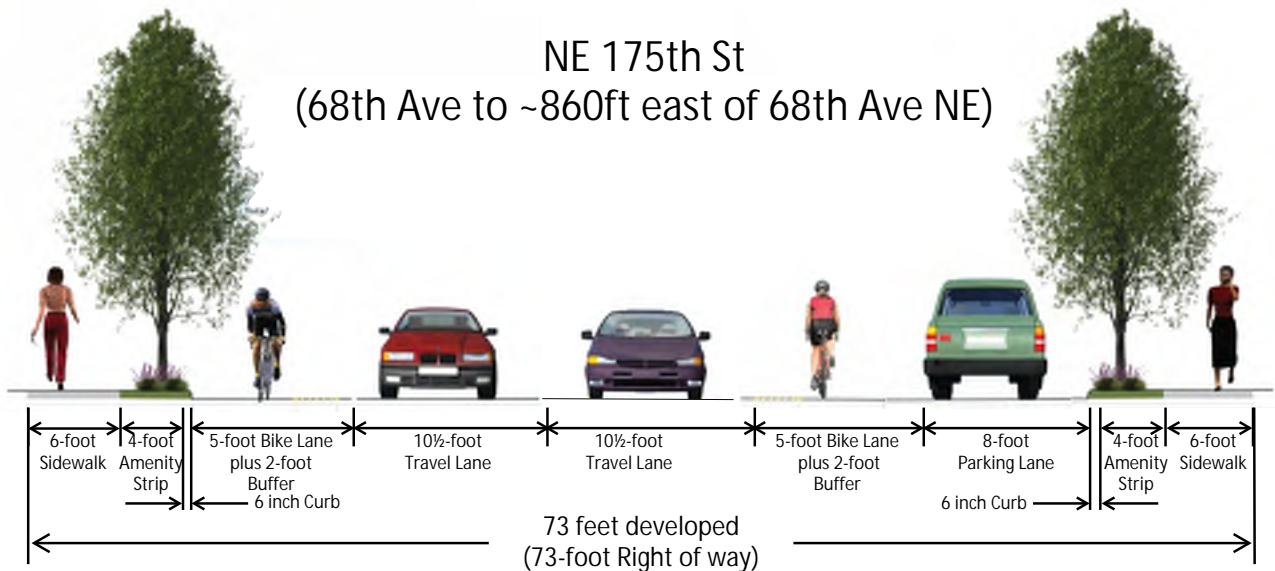 NE 175th St
(68th Ave to ~860ft east of 68th Ave NE)
6-foot
Sidewalk
4-foot
Amenity
Strip
6 inch Curb
5-foot Bike Lane
plus 2-foot
Buffer
10½-foot
Travel Lane
10½-foot
Travel Lane
5-foot Bike Lane
plus 2-foot
Buffer
8-foot
Parking Lane
6 inch Curb
4-foot
Amenity
Strip
6-foot
Sidewalk
73 feet developed
(73-foot Right of way)